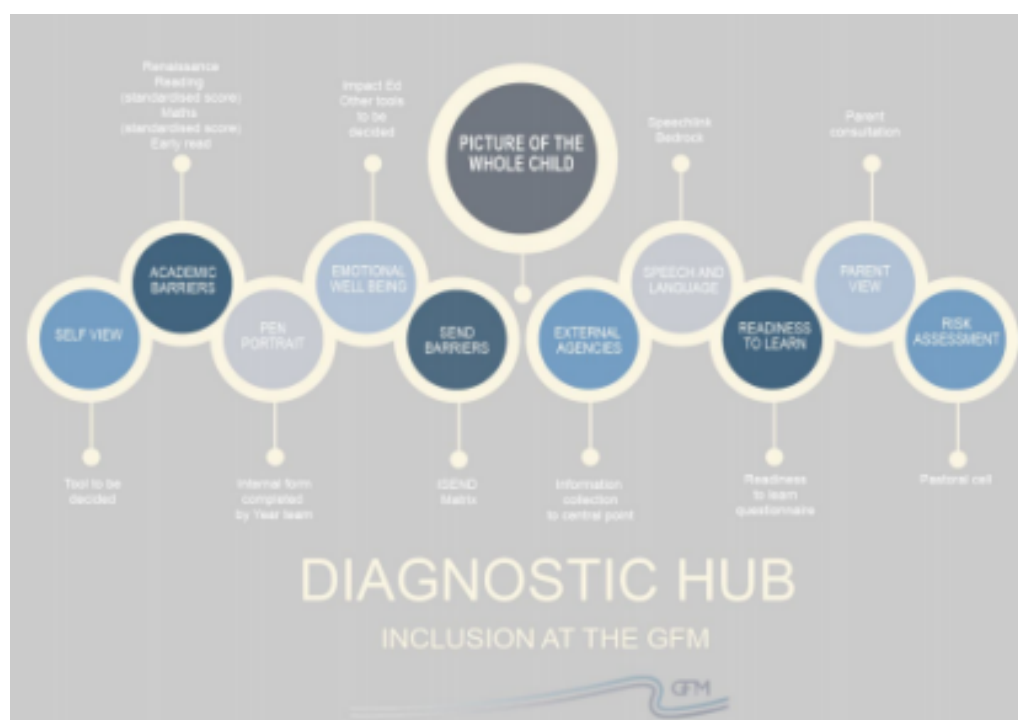 Renaissance
Reading
(standardised score)
Maths
(standardised score)
Early read
Impact Ed
Other tools
to be
decided
PICTURE OF THE
WHOLE CHILD
Speechlink
Bedrock
Parent
consultation
ACADEMIC
BARRIERS
EMOTIONAL
WELL BEING
SPEECH AND
LANGUAGE
PARENT
VIEW
SELF VIEW
PEN
PORTRAIT
SEND
BARRIERS
EXTERNAL
AGENCIES
READINESS
TO LEARN
RISK
ASSESSMENT
Tool to be
decided
Internal form
completed
by Year team
ISEND
Matrix
Information
collection
to central point
Readiness
to learn
questionnaire
Pastoral cell
DIAGNOSTIC HUB
INCLUSION AT THE GFM
GFM